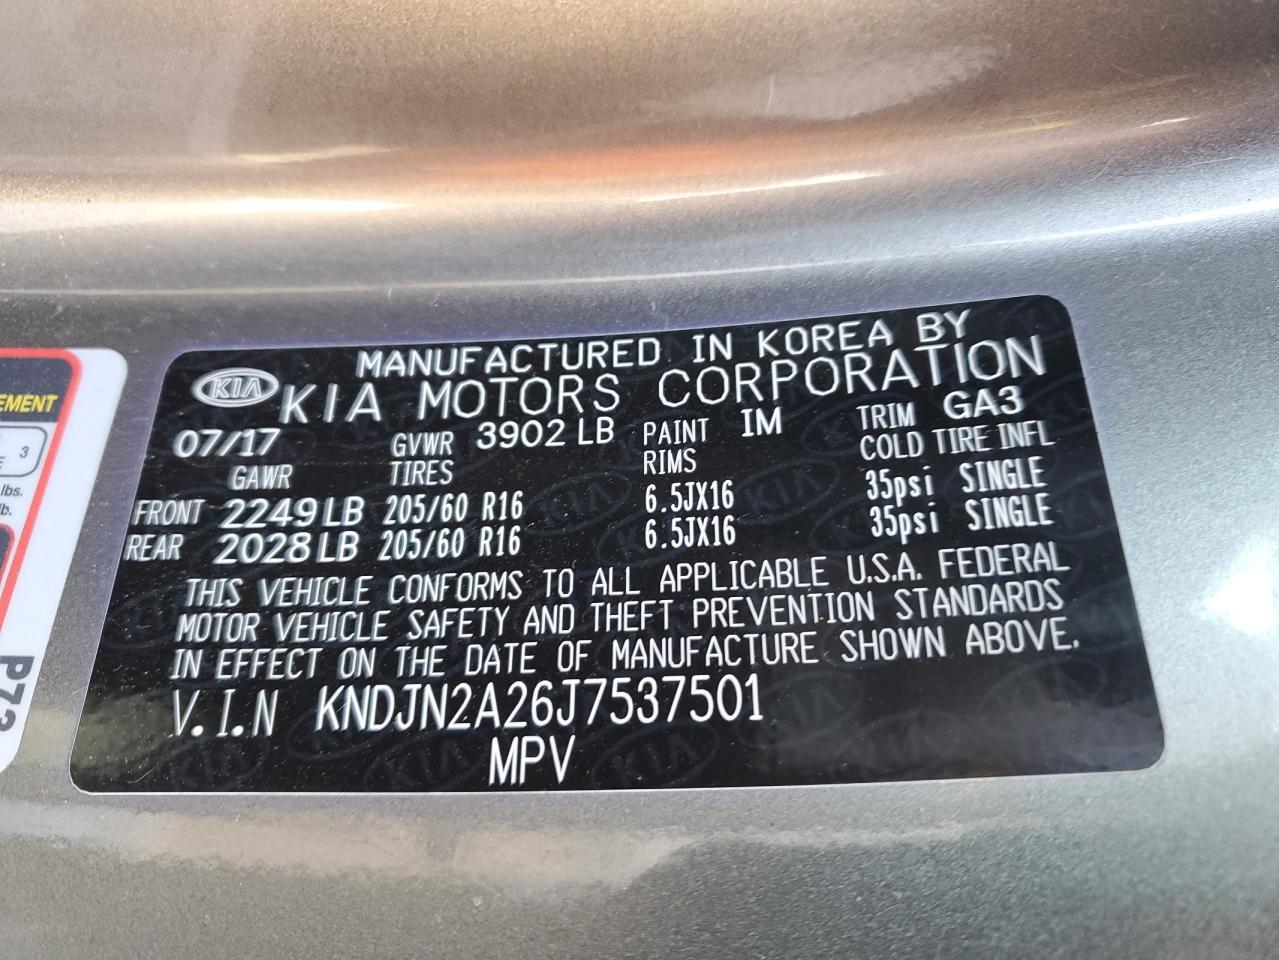 MANUFACTURED IN KOREA BY
KIA KIA MOTORS CORPORATION
07/17 GVWR 3902 LB PAINT IM TRIM GA3
GAWR TIRES RIMS COLD TIRE INFL
FRONT 2249 LB 205/60 R16 6.5JX16 35psi SINGLE
REAR 2028 LB 205/60 R16 6.5JX16 35psi SINGLE
THIS VEHICLE CONFORMS TO ALL APPLICABLE U.S.A. FEDERAL
MOTOR VEHICLE SAFETY AND THEFT PREVENTION STANDARDS
IN EFFECT ON THE DATE OF MANUFACTURE SHOWN ABOVE.
V.I.N KNDJN2A26J7537501
MPV
3
lbs.
lb.